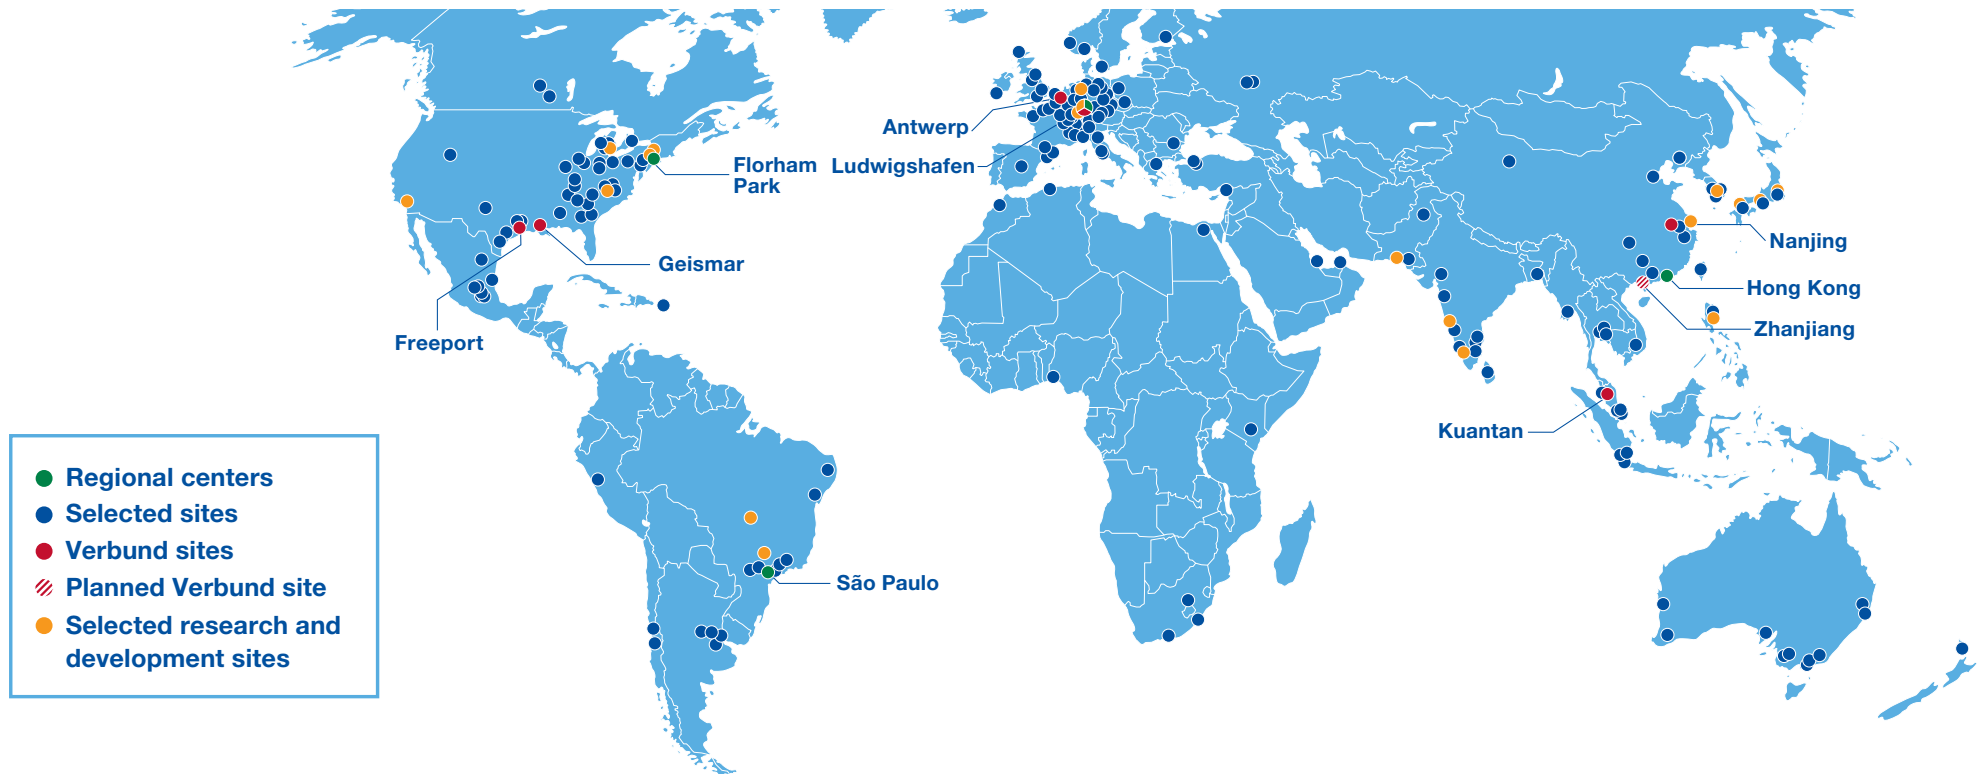 Antwerp
Ludwigshafen
Florham
Park
Geismar
Freeport
Nanjing
Hong Kong
Zhanjiang
Kuantan
São Paulo
Regional centers
Selected sites
Verbund sites
Planned Verbund site
Selected research and
development sites